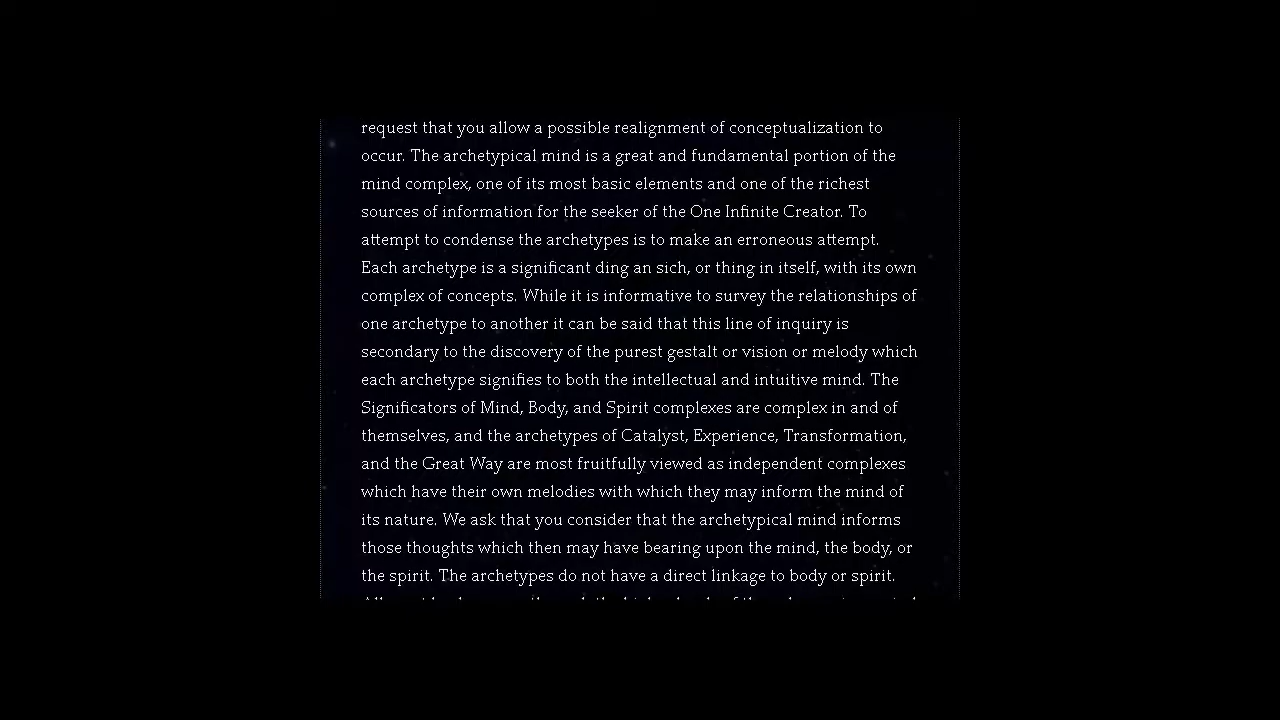 request that you allow a possible realignment of conceptualization to
occur. The archetypical mind is a great and fundamental portion of the
mind complex, one of its most basic elements and one of the richest
sources of information for the seeker of the One Infinite Creator. To
attempt to condense the archetypes is to make an erroneous attempt.
Each archetype is a significant ding an sich, or thing in itself, with its own
complex of concepts. While it is informative to survey the relationships of
one archetype to another it can be said that this line of inquiry is
secondary to the discovery of the purest gestalt or vision or melody which
each archetype signifies to both the intellectual and intuitive mind. The
Significators of Mind, Body, and Spirit complexes are complex in and of
themselves, and the archetypes of Catalyst, Experience, Transformation,
and the Great Way are most fruitfully viewed as independent complexes
which have their own melodies with which they may inform the mind of
its nature. We ask that you consider that the archetypical mind informs
those thoughts which then may have bearing upon the mind, the body, or
the spirit. The archetypes do not have a direct linkage to body or spirit.